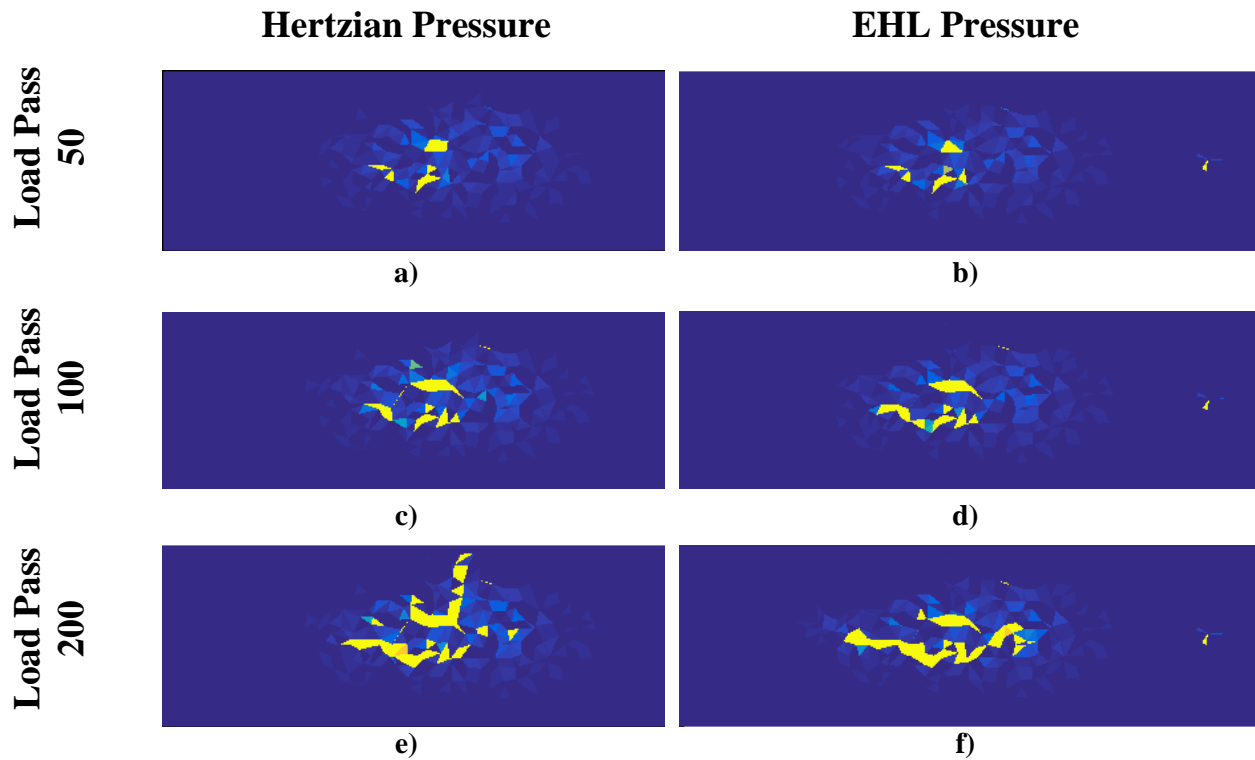 Hertzian Pressure
EHL Pressure
Load Pass
50
a)
b)
Load Pass
100
c)
d)
Load Pass
200
e)
f)